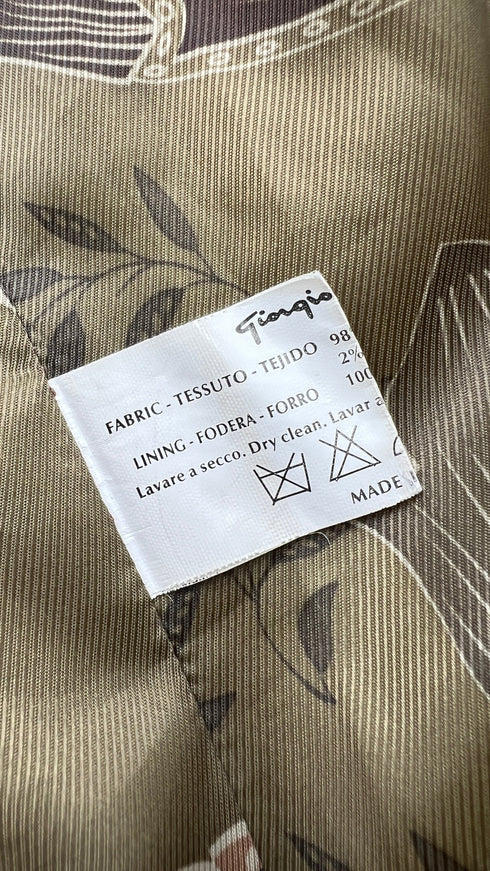 Giorgio
FABRIC - TESSUTO - TEJIDO 98
2%
LINING - FODERA - FORRO 100
Lavare a secco. Dry clean. Lavar a
MADE